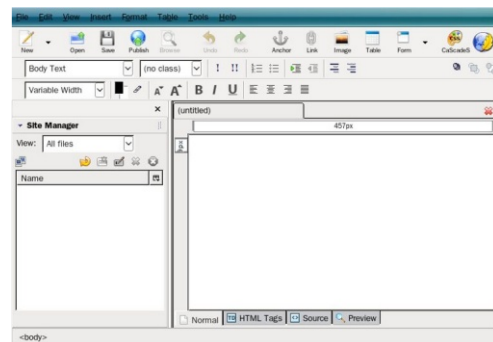 File Edit View Insert Format Table Tools Help
New Open Save Publish Browse Undo Redo Anchor Link Image Table Form CaScadeS
Body Text (no class) ! !!
Variable Width A A B I U
(untitled)
Site Manager
457px
View: All files
Name
Normal HTML Tags Source Preview
<body>